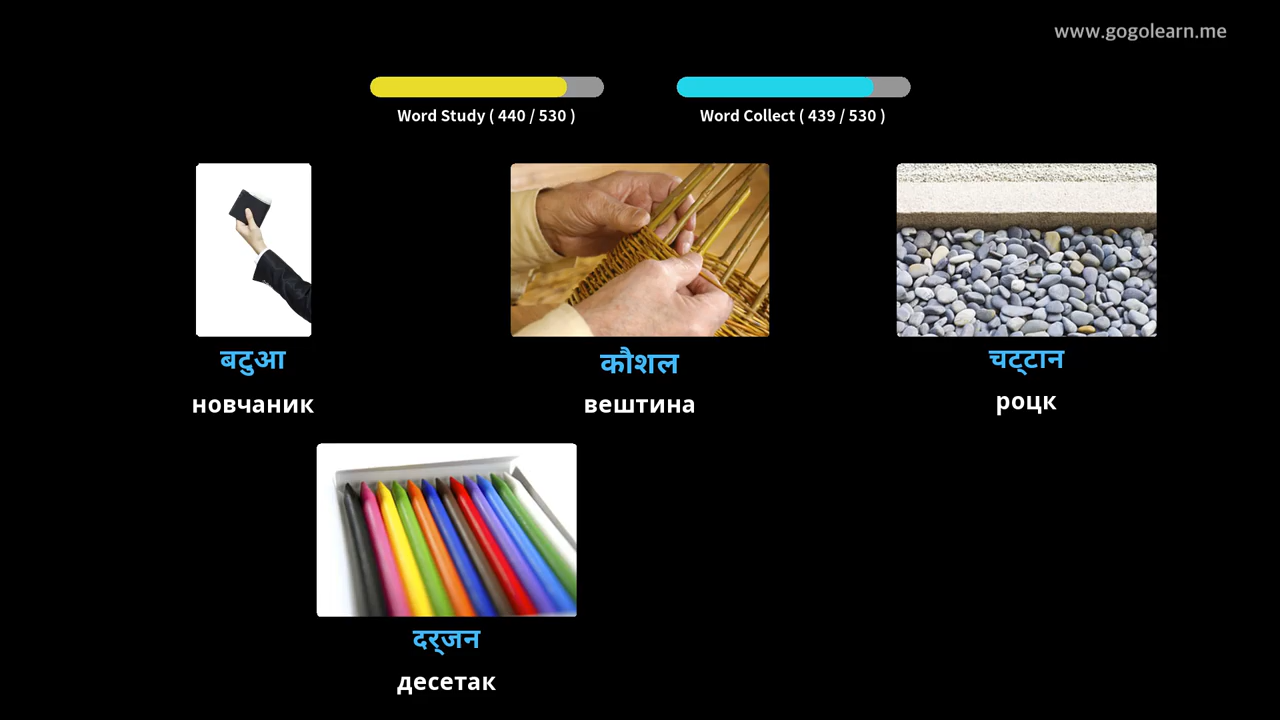 www.gogolearn.me
Word Study ( 440 / 530 )
Word Collect ( 439 / 530 )
बटुआ
कौशल
चट्टान
новчаник
вештина
роцк
दर्जन
десетак